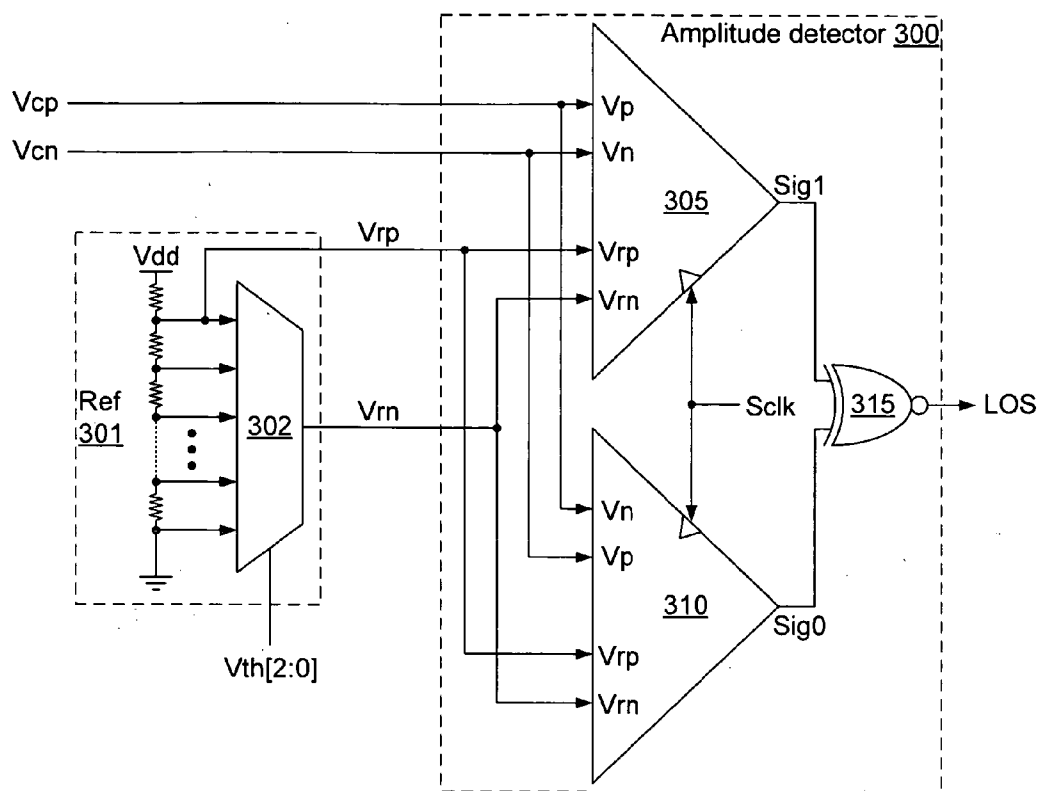 Amplitude detector 300
Vcp
Vp
Vcn
Vn
Sig1
305
Vrp
Vrp
Vdd
Vrn
Ref
301
302
Vrn
Sclk
315
LOS
Vn
Vp
310
Sig0
Vrp
Vth[2:0]
Vrn